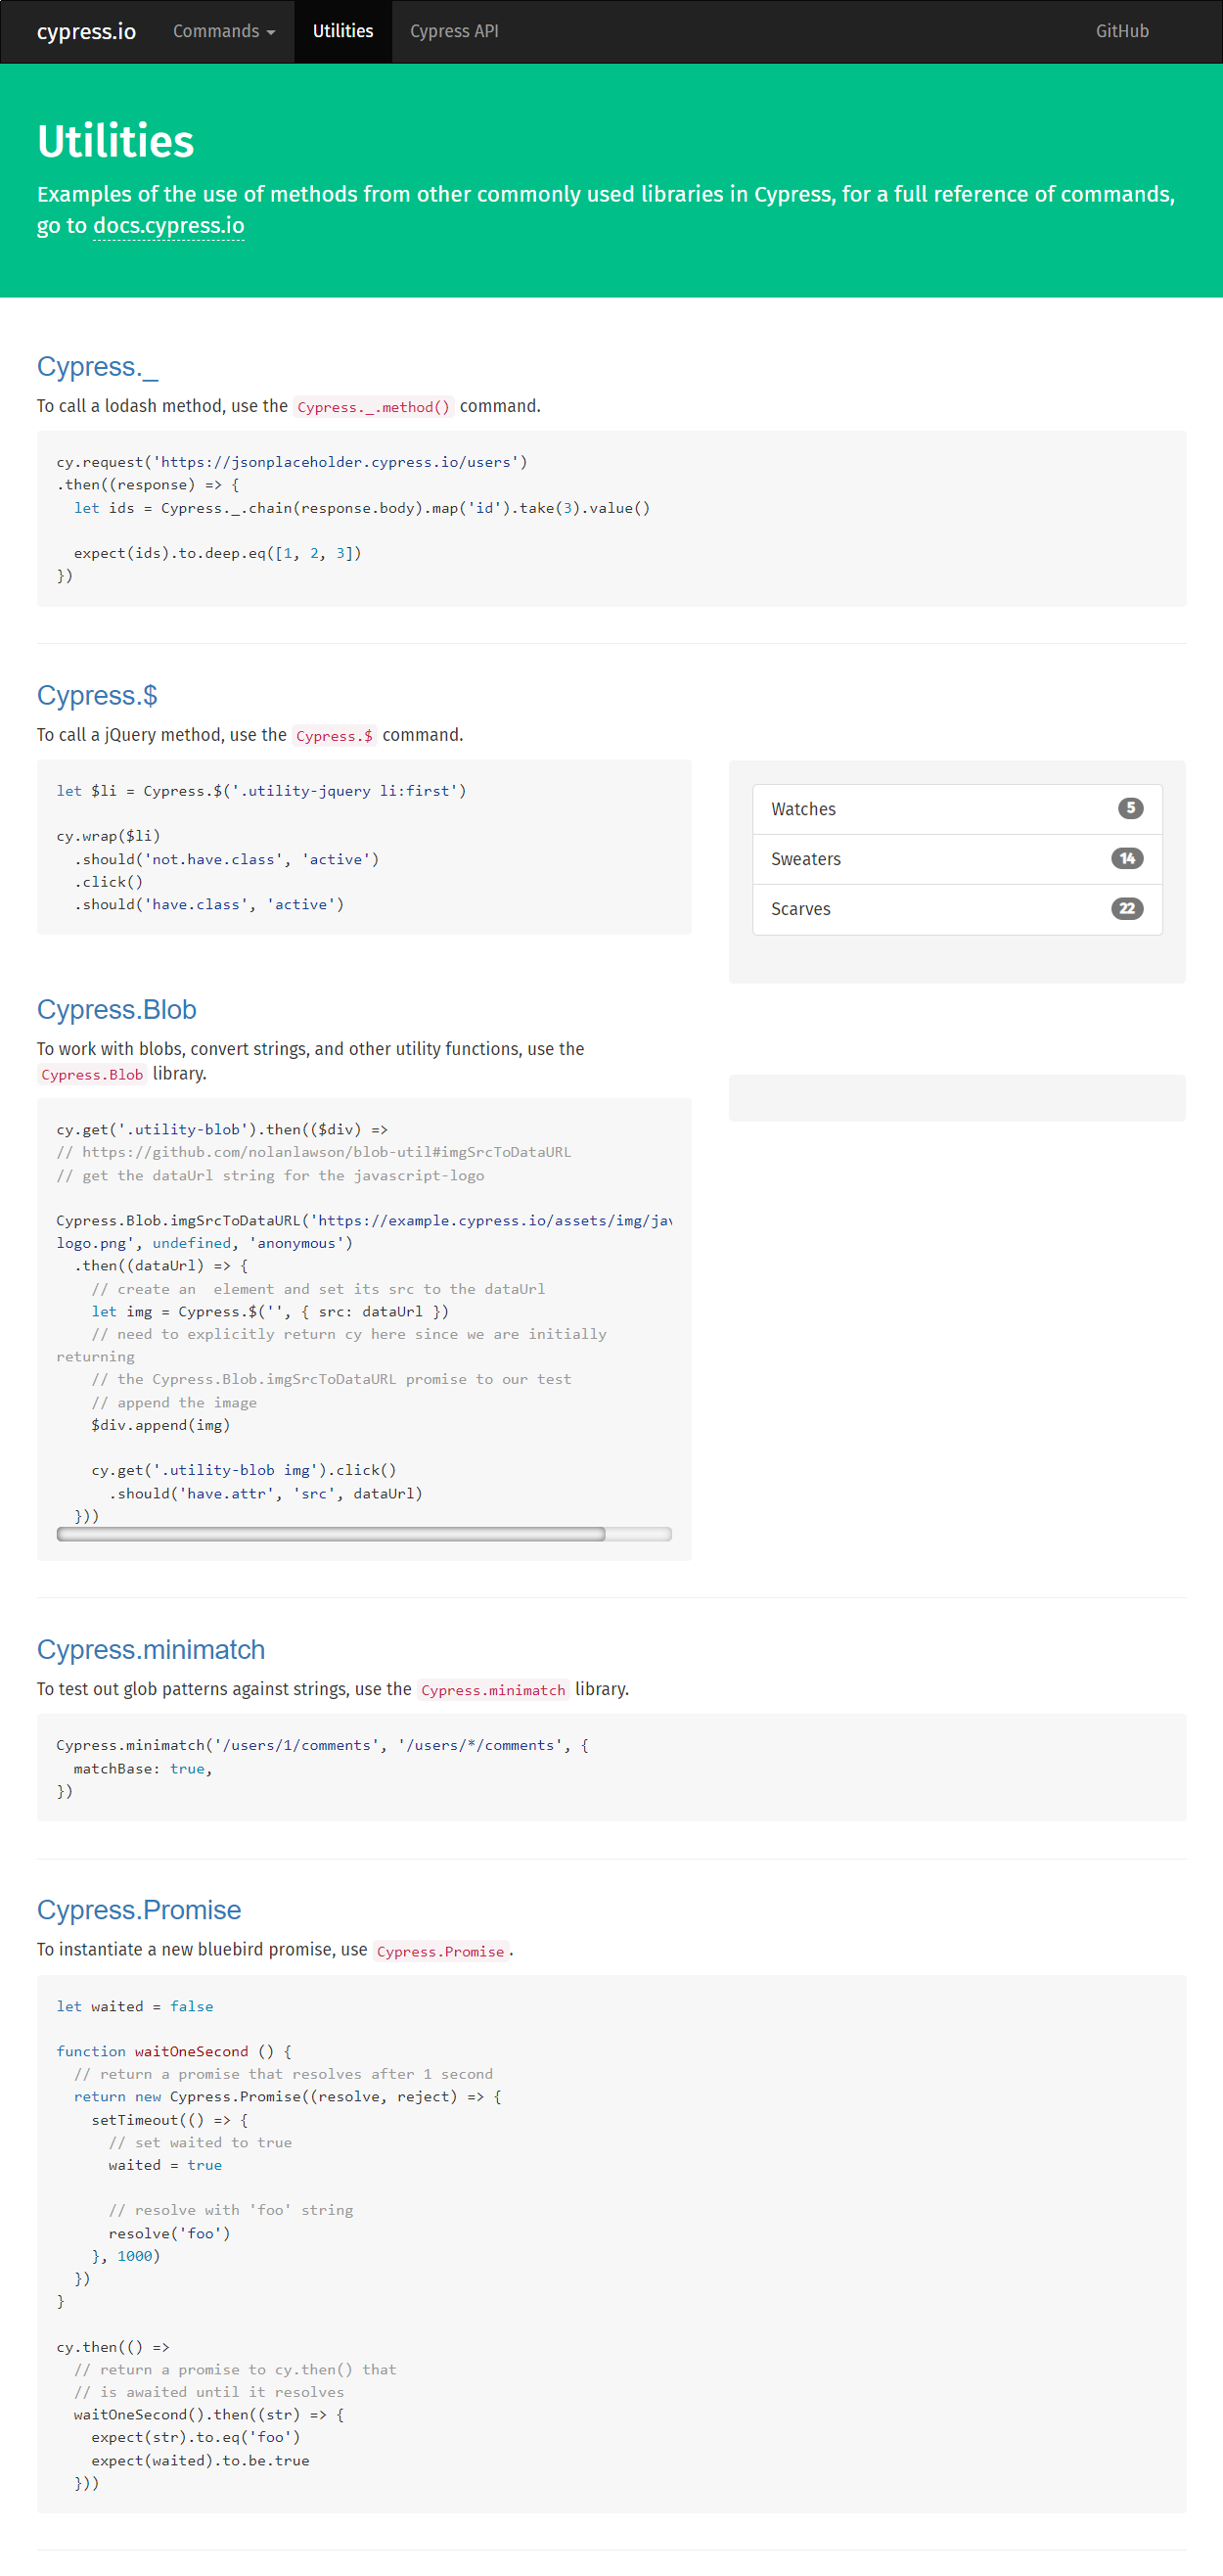 cypress.io Commands Utilities Cypress API GitHub
Utilities
Examples of the use of methods from other commonly used libraries in Cypress, for a full reference of commands,
go to docs.cypress.io
Cypress._
To call a lodash method, use the Cypress._.method() command.
cy.request('https://jsonplaceholder.cypress.io/users')
.then((response) => {
  let ids = Cypress._.chain(response.body).map('id').take(3).value()
  expect(ids).to.deep.eq([1, 2, 3])
})
Cypress.$
To call a jQuery method, use the Cypress.$ command.
let $li = Cypress.$('.utility-jquery li:first')
cy.wrap($li)
  .should('not.have.class', 'active')
  .click()
  .should('have.class', 'active')
Watches 5
Sweaters 14
Scarves 22
Cypress.Blob
To work with blobs, convert strings, and other utility functions, use the
Cypress.Blob library.
cy.get('.utility-blob').then(($div) =>
// https://github.com/nolanlawson/blob-util#imgSrcToDataURL
// get the dataUrl string for the javascript-logo
Cypress.Blob.imgSrcToDataURL('https://example.cypress.io/assets/img/jav
logo.png', undefined, 'anonymous')
  .then((dataUrl) => {
    // create an  element and set its src to the dataUrl
    let img = Cypress.$('', { src: dataUrl })
    // need to explicitly return cy here since we are initially
returning
    // the Cypress.Blob.imgSrcToDataURL promise to our test
    // append the image
    $div.append(img)
    cy.get('.utility-blob img').click()
      .should('have.attr', 'src', dataUrl)
  }))
Cypress.minimatch
To test out glob patterns against strings, use the Cypress.minimatch library.
Cypress.minimatch('/users/1/comments', '/users/*/comments', {
  matchBase: true,
})
Cypress.Promise
To instantiate a new bluebird promise, use Cypress.Promise.
let waited = false
function waitOneSecond () {
  // return a promise that resolves after 1 second
  return new Cypress.Promise((resolve, reject) => {
    setTimeout(() => {
      // set waited to true
      waited = true
      // resolve with 'foo' string
      resolve('foo')
    }, 1000)
  })
}
cy.then(() =>
  // return a promise to cy.then() that
  // is awaited until it resolves
  waitOneSecond().then((str) => {
    expect(str).to.eq('foo')
    expect(waited).to.be.true
  }))